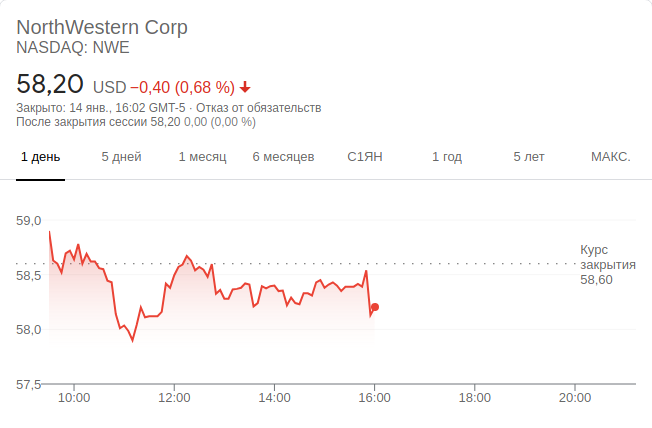 NorthWestern Corp
NASDAQ: NWE
58,20 USD −0,40 (0,68 %)
Закрыто: 14 янв., 16:02 GMT-5 · Отказ от обязательств
После закрытия сессии 58,20 0,00 (0,00 %)
1 день 5 дней 1 месяц 6 месяцев С1ЯН 1 год 5 лет МАКС.
59,0
Курс
закрытия
58,60
58,5
58,0
57,5
10:00 12:00 14:00 16:00 18:00 20:00